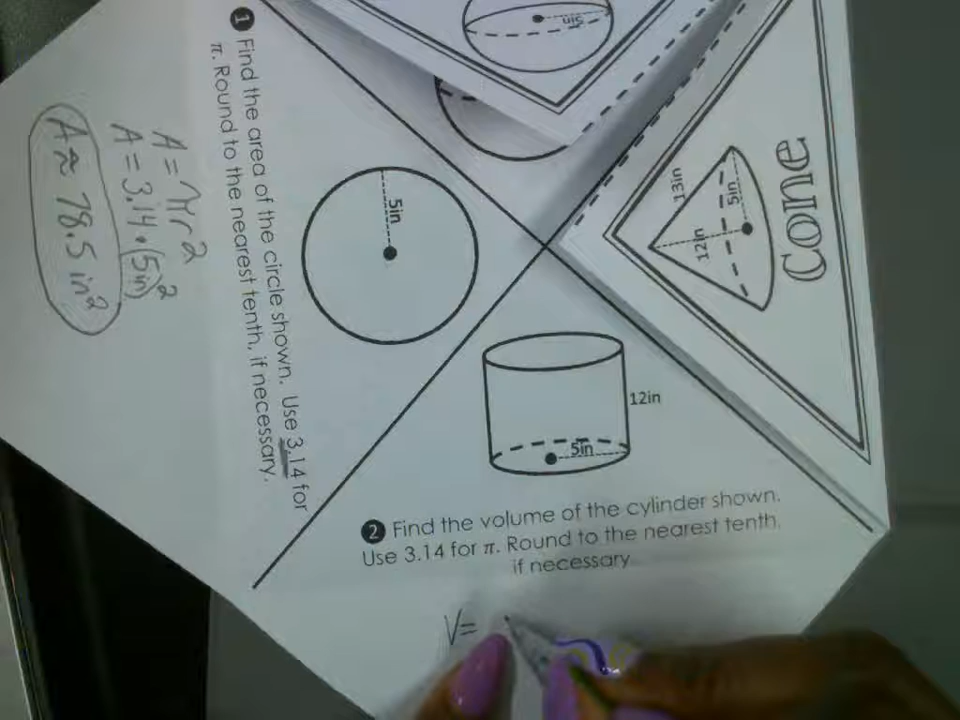 5in
Cone
13in
5in
12in
5in
❶ Find the area of the circle shown. Use 3.14 for
π. Round to the nearest tenth, if necessary.
A = πr²
A = 3.14 · (5in)²
A ≈ 78.5 in²
12in
5in
❷ Find the volume of the cylinder shown.
Use 3.14 for π. Round to the nearest tenth,
if necessary
V=